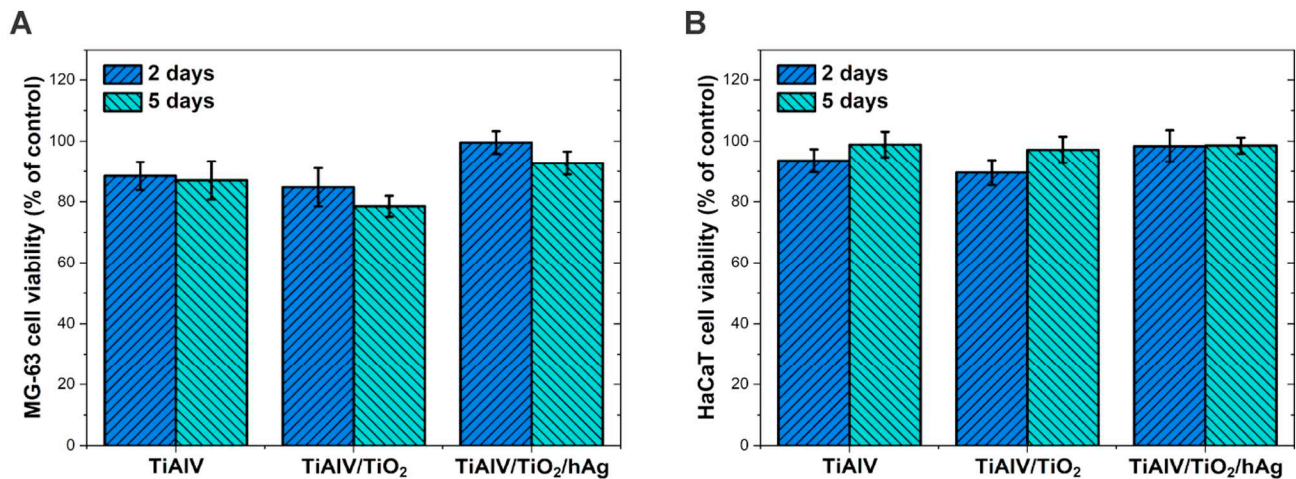 A
MG-63 cell viability (% of control)
120
100
80
60
40
20
0
2 days
5 days
TiAlV
TiAlV/TiO₂
TiAlV/TiO₂/hAg
B
HaCaT cell viability (% of control)
120
100
80
60
40
20
0
2 days
5 days
TiAlV
TiAlV/TiO₂
TiAlV/TiO₂/hAg